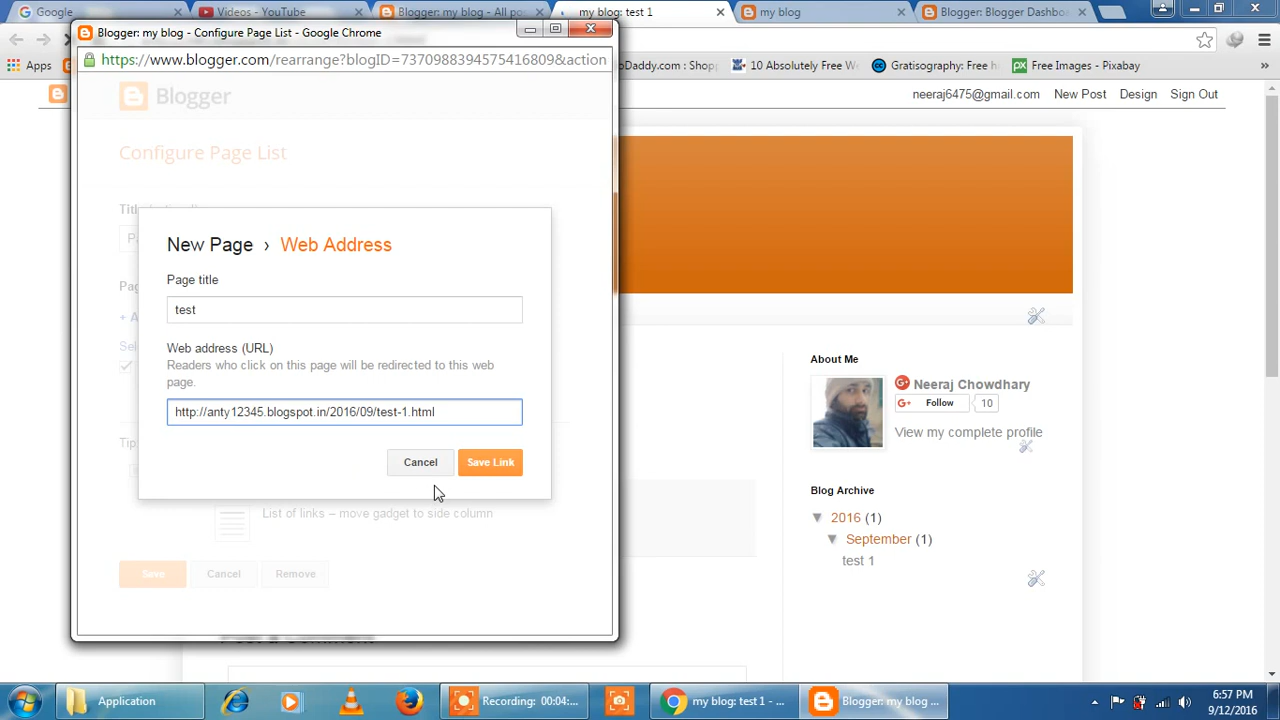 Google
Videos - YouTube
Blogger: my blog - All po
my blog: test 1
my blog
Blogger: Blogger Dashbo
Blogger: my blog - Configure Page List - Google Chrome
https://www.blogger.com/rearrange?blogID=7370988394575416809&action
Apps
oDaddy.com : Shop
10 Absolutely Free W
Gratisography: Free h
Free Images - Pixabay
»
Blogger
neeraj6475@gmail.com
New Post
Design
Sign Out
Configure Page List
New Page › Web Address
Page title
test
Web address (URL)
Readers who click on this page will be redirected to this web
page.
http://anty12345.blogspot.in/2016/09/test-1.html
Cancel
Save Link
List of links – move gadget to side column
Save
Cancel
Remove
About Me
Neeraj Chowdhary
Follow
10
View my complete profile
Blog Archive
▼ 2016 (1)
▼ September (1)
test 1
Application
Recording: 00:04:...
my blog: test 1 - ...
Blogger: my blog ...
6:57 PM
9/12/2016